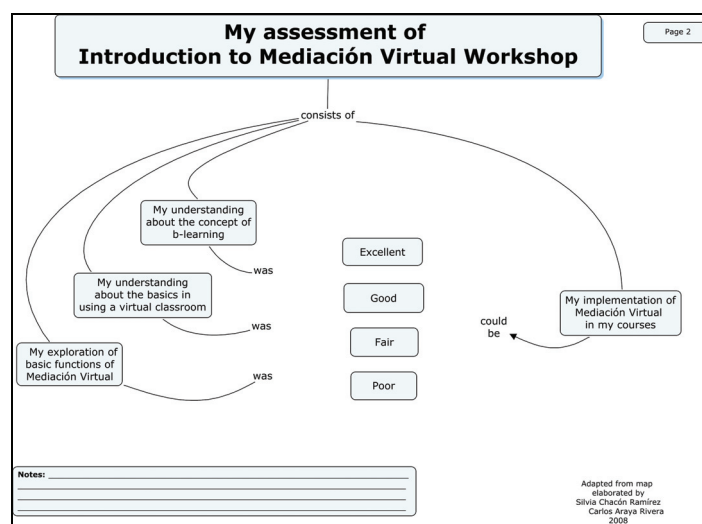 My assessment of
Introduction to Mediación Virtual Workshop
Page 2
consists of
My understanding
about the concept of
b-learning
was
My understanding
about the basics in
using a virtual classroom
was
My exploration of
basic functions of
Mediación Virtual
was
Excellent
Good
Fair
Poor
could
be
My implementation of
Mediación Virtual
in my courses
Notes:
Adapted from map
elaborated by
Silvia Chacón Ramírez
Carlos Araya Rivera
2008